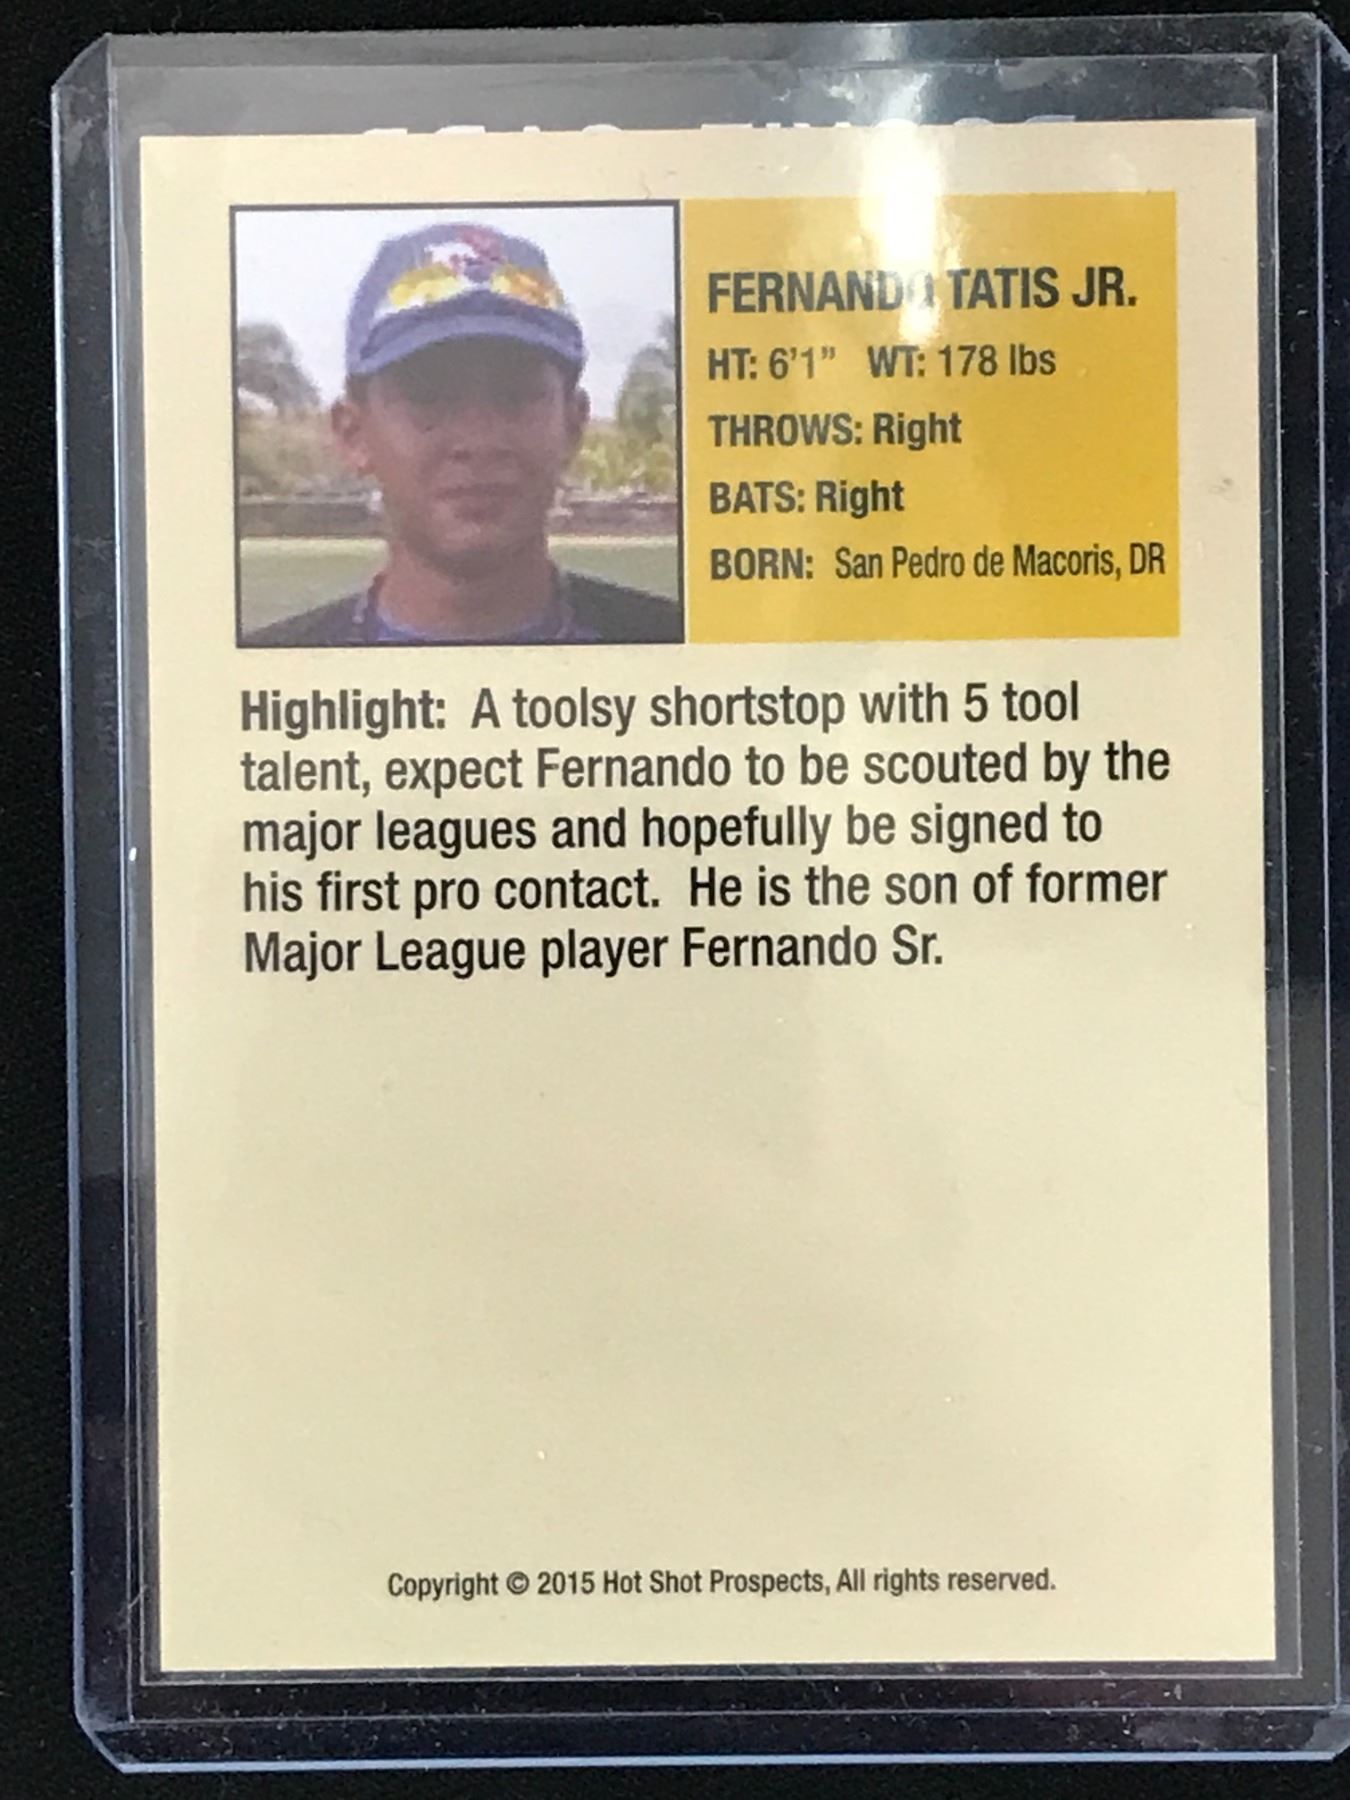 FERNANDO TATIS JR.
HT: 6'1” WT: 178 lbs
THROWS: Right
BATS: Right
BORN: San Pedro de Macoris, DR
Highlight: A toolsy shortstop with 5 tool
talent, expect Fernando to be scouted by the
major leagues and hopefully be signed to
his first pro contact. He is the son of former
Major League player Fernando Sr.
Copyright © 2015 Hot Shot Prospects, All rights reserved.